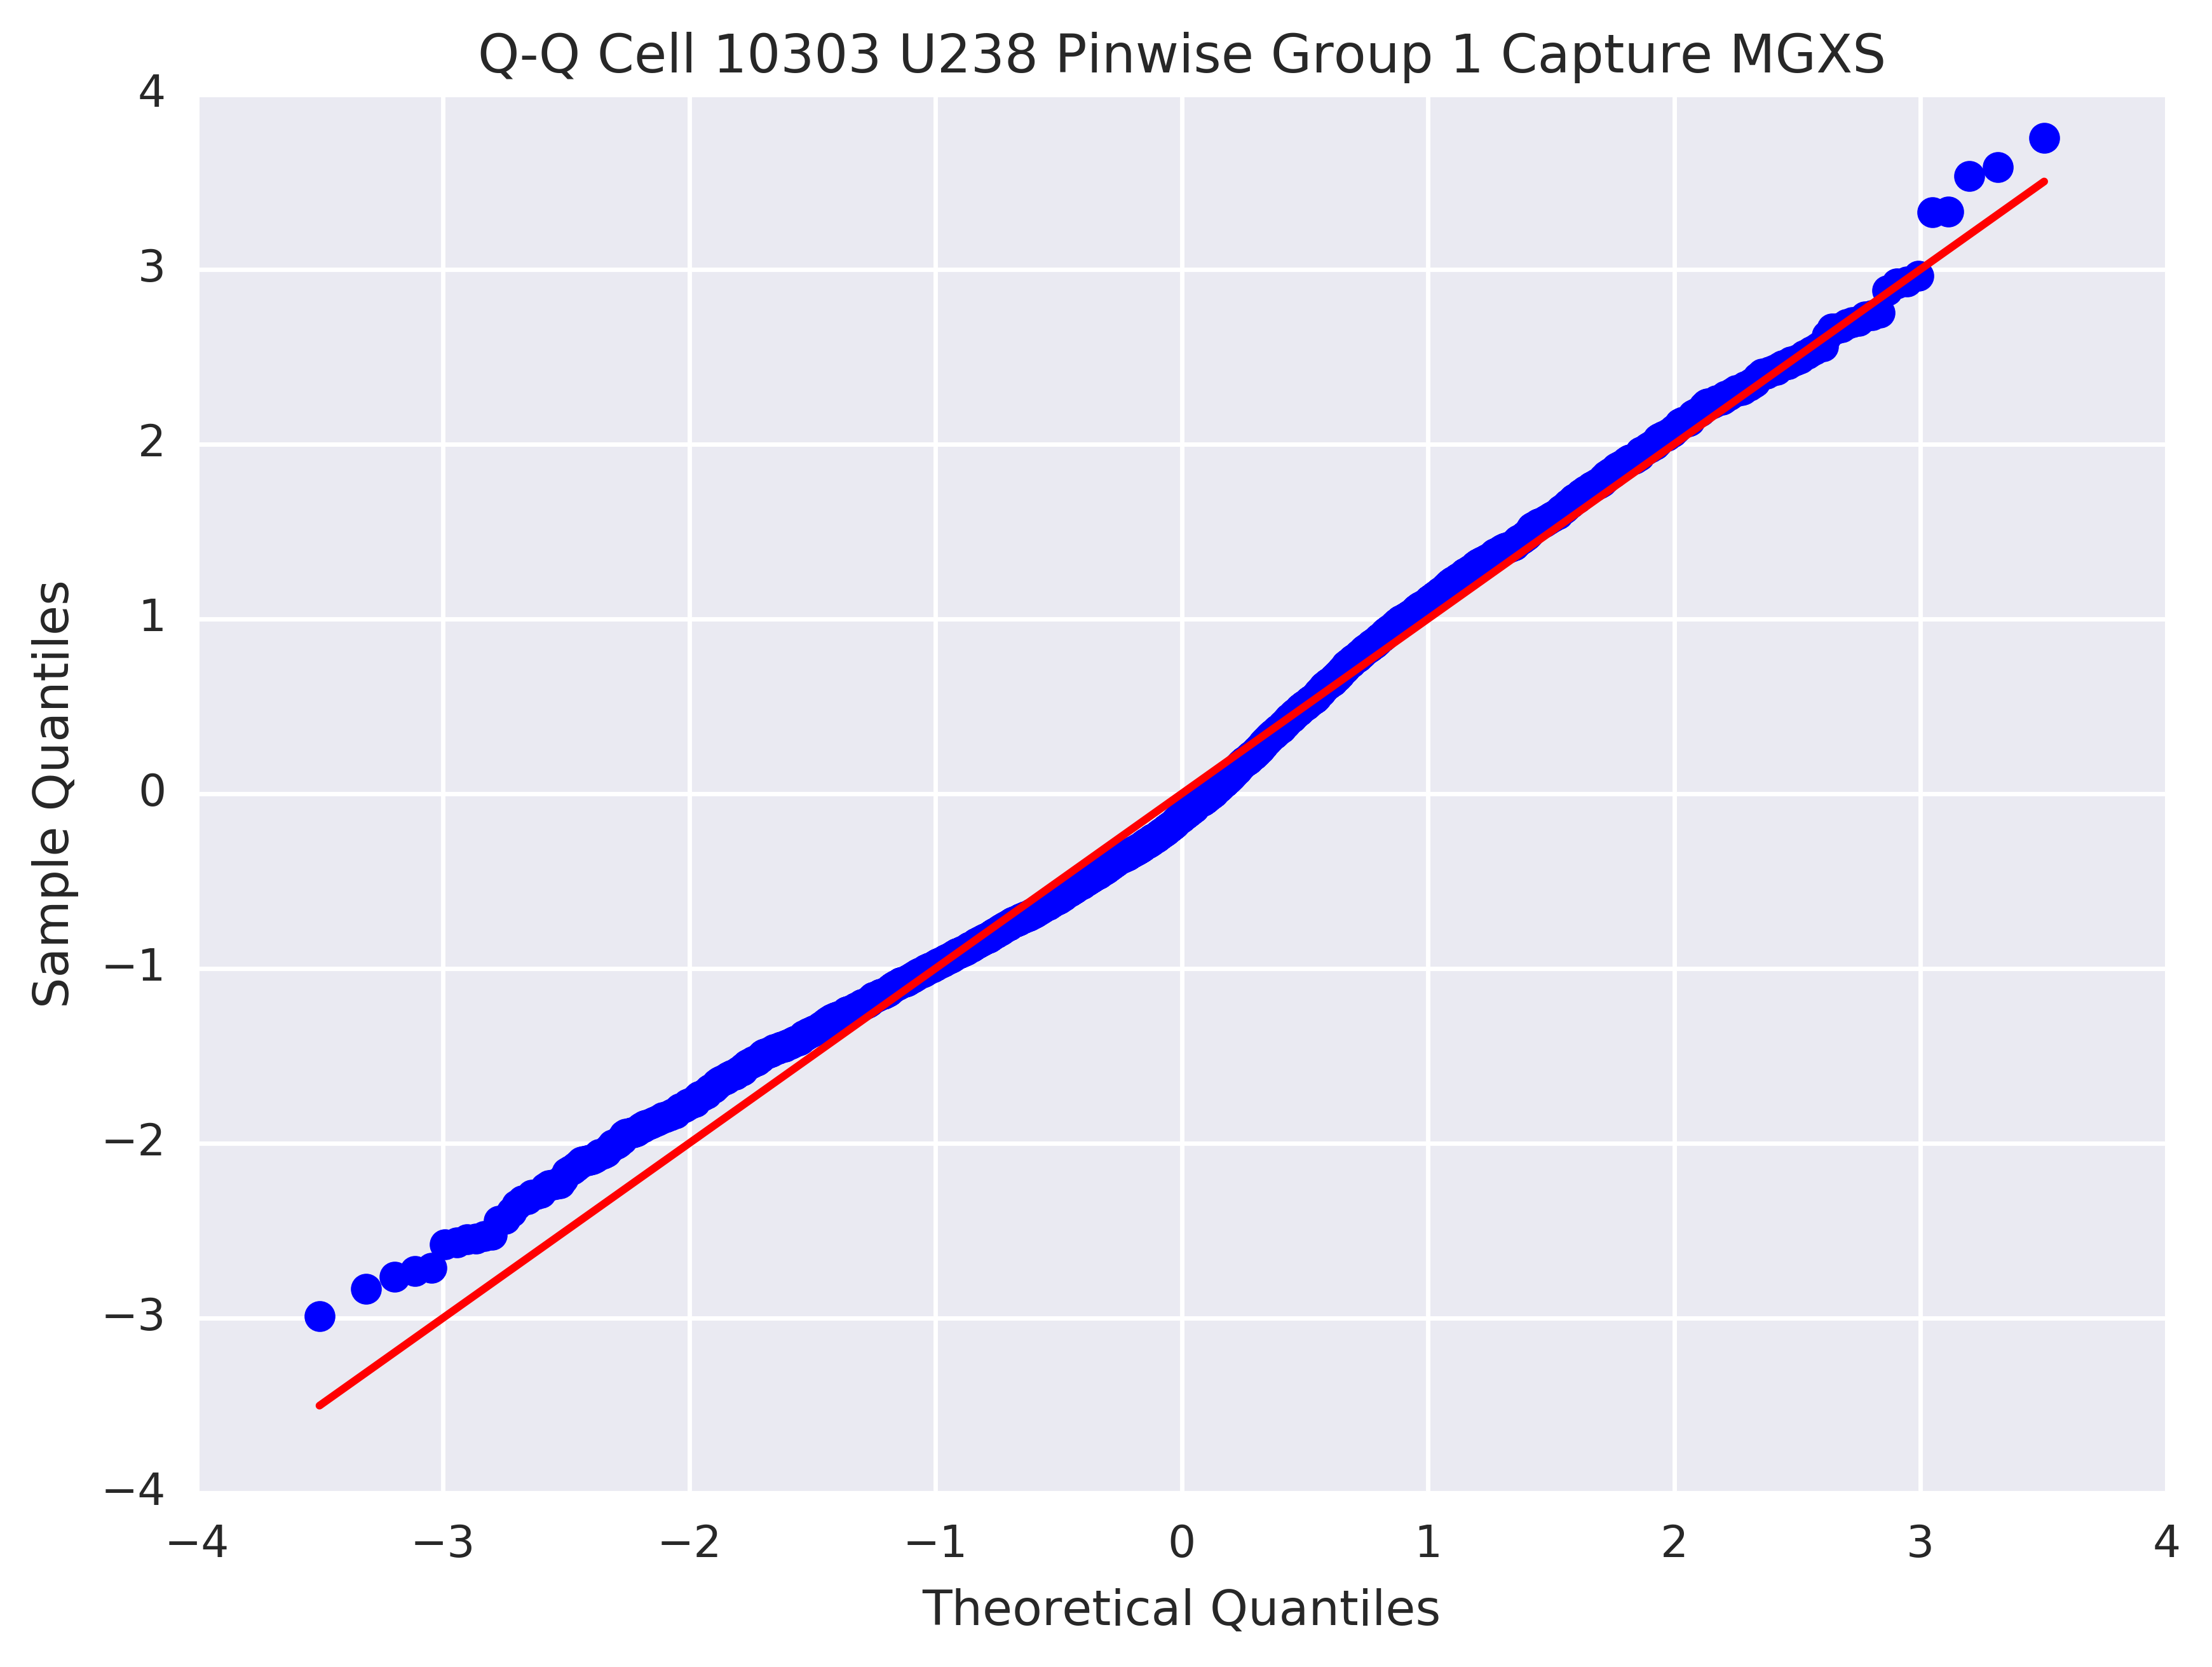 Q-Q Cell 10303 U238 Pinwise Group 1 Capture MGXS
4
3
2
1
0
−1
−2
−3
−4
Sample Quantiles
−4 −3 −2 −1 0 1 2 3 4
Theoretical Quantiles